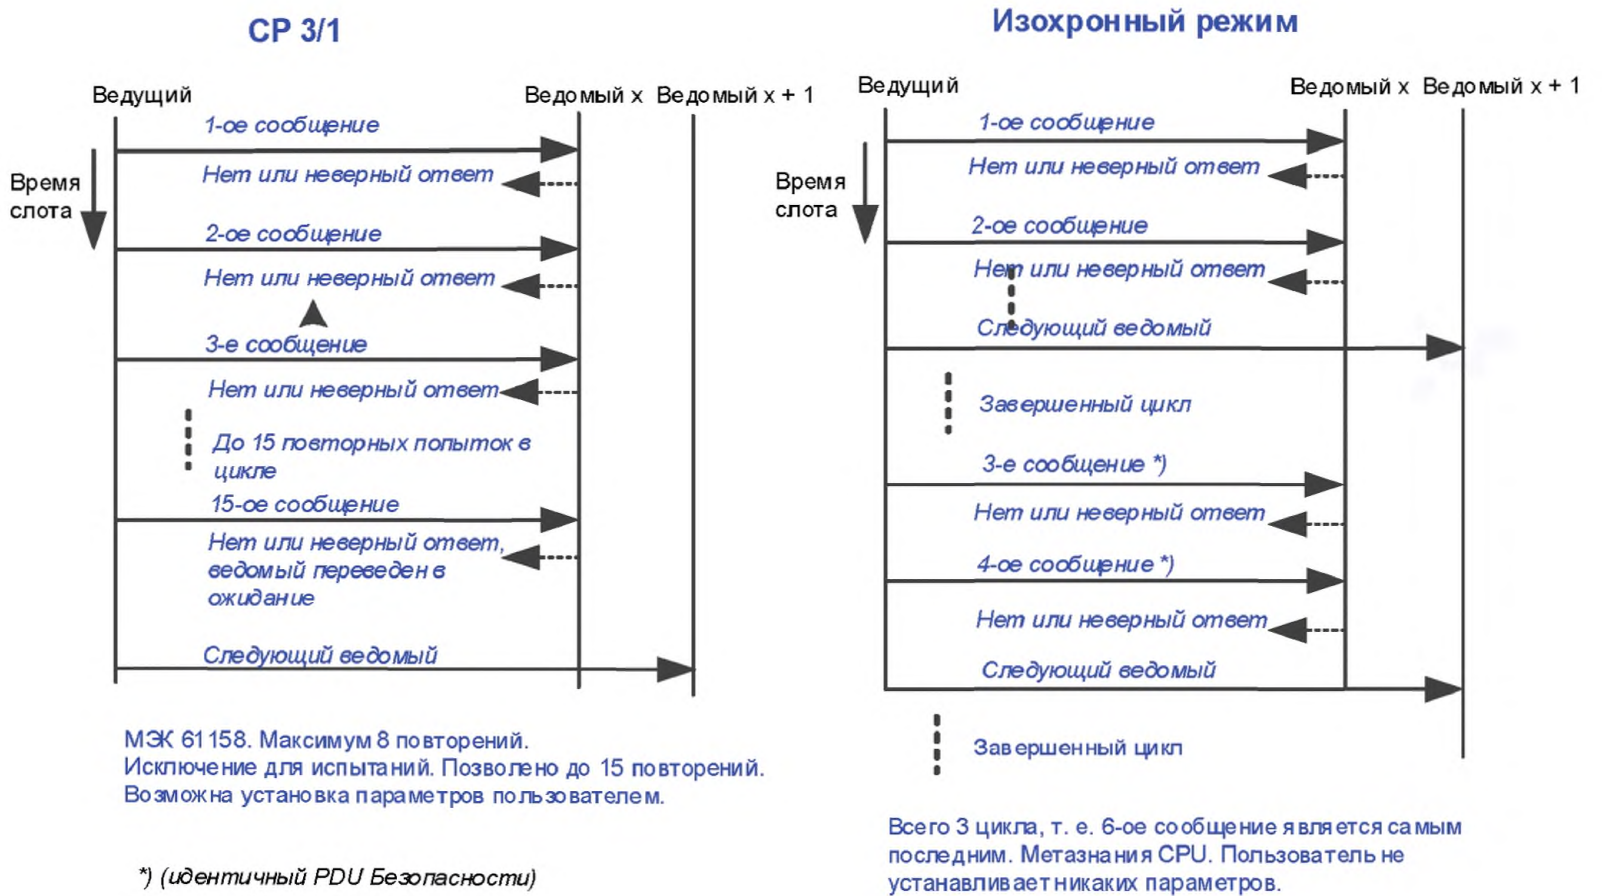 СР 3/1
Ведущий
Ведомый х
Ведомый х + 1
1-ое сообщение
Нет или неверный ответ
Время
слота
2-ое сообщение
Нет или неверный ответ
3-е сообщение
Нет или неверный ответ
До 15 повторных попыток в
цикле
15-ое сообщение
Нет или неверный ответ,
ведомый переведен в
ожидание
Следующий ведомый
МЭК 61158. Максимум 8 повторений.
Исключение для испытаний. Позволено до 15 повторений.
Возможна установка параметров пользователем.
*) (идентичный PDU Безопасности)
Изохронный режим
Ведущий
Ведомый х
Ведомый х + 1
1-ое сообщение
Нет или неверный ответ
Время
слота
2-ое сообщение
Нет или неверный ответ
Следующий ведомый
Завершенный цикл
3-е сообщение *)
Нет или неверный ответ
4-ое сообщение *)
Нет или неверный ответ
Следующий ведомый
Завершенный цикл
Всего 3 цикла, т. е. 6-ое сообщение является самым
последним. Метазнания CPU. Пользователь не
устанавливает никаких параметров.